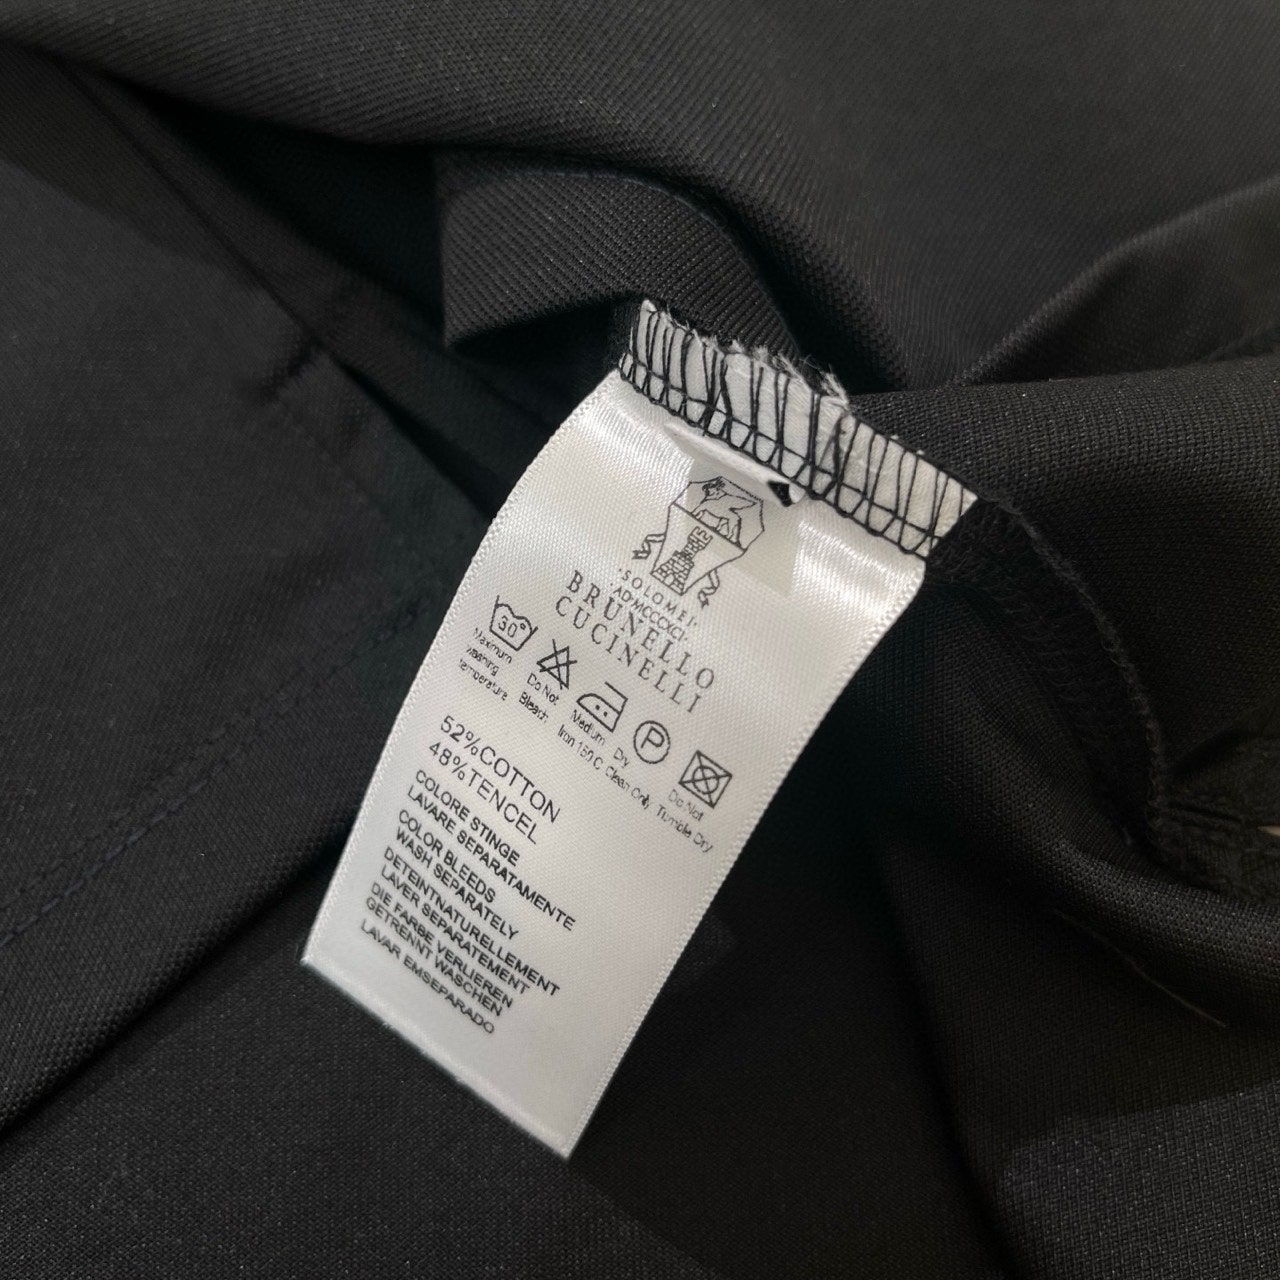 ·SOLOMEI·
·AD·MCCCXCI·
BRUNELLO
CUCINELLI
30°
Maximum washing temperature
Do Not Bleach
Medium Iron 150 C
P
Dry Clean Only
Do Not Tumble Dry
52%COTTON
48%TENCEL
COLORE STINGE
LAVARE SEPARATAMENTE
COLOR BLEEDS
WASH SEPARATELY
DETEINTNATURELLEMENT
LAVER SEPAREMENT
DIE FARBE VERLIEREN
GETRENNT WASCHEN
LAVAR EMSEPARADO